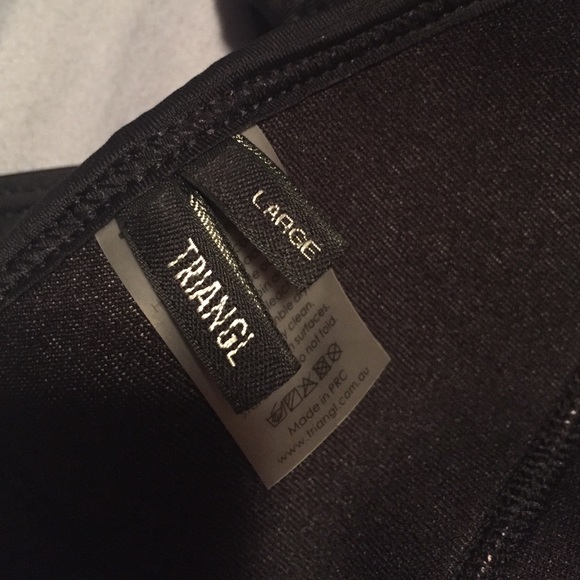 LARGE
TRIANGL
clean.
surfaces.
not fold
Made in PRC
www.triangl.com.au